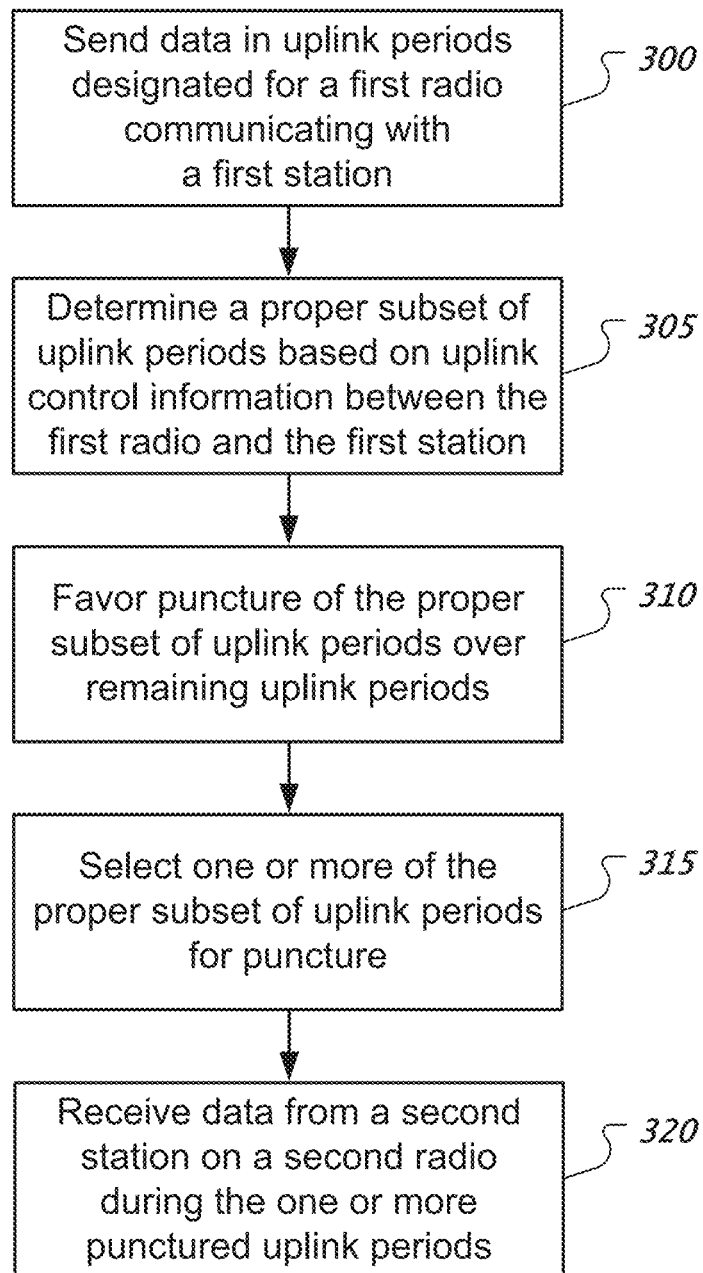 Send data in uplink periods
designated for a first radio
communicating with
a first station
300
Determine a proper subset of
uplink periods based on uplink
control information between the
first radio and the first station
305
Favor puncture of the proper
subset of uplink periods over
remaining uplink periods
310
Select one or more of the
proper subset of uplink periods
for puncture
315
Receive data from a second
station on a second radio
during the one or more
punctured uplink periods
320